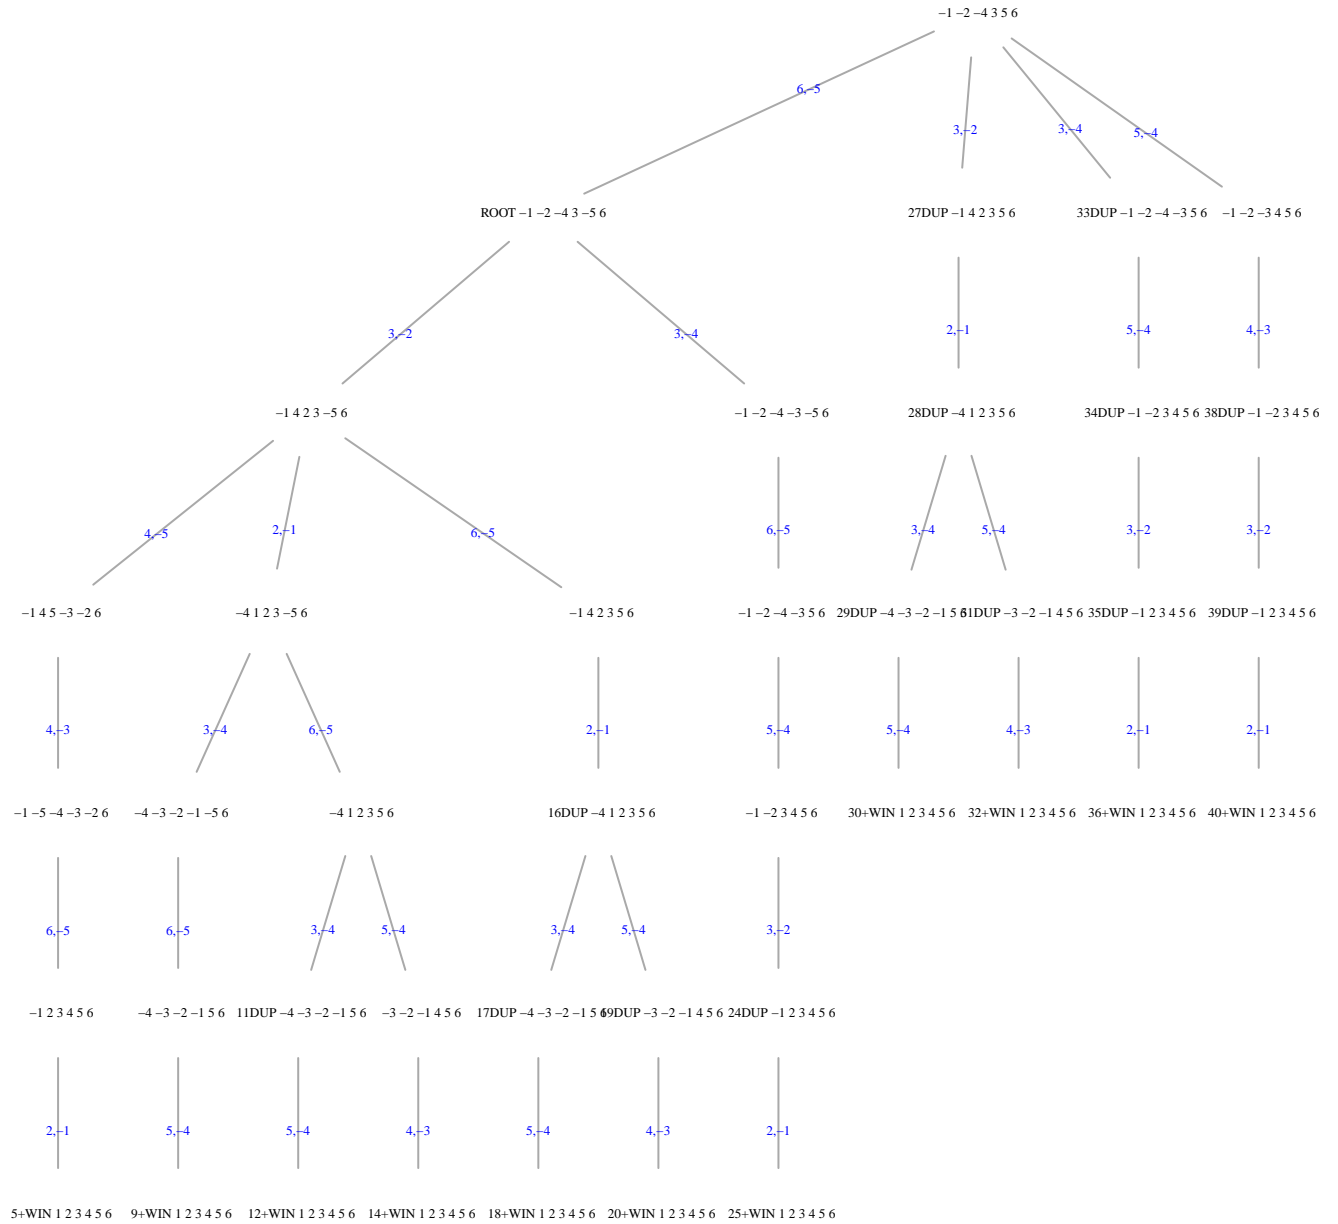 −1 −2 −4 3 5 6
6,−5
3,−2
3,−4
5,−4
ROOT −1 −2 −4 3 −5 6
27DUP −1 4 2 3 5 6
33DUP −1 −2 −4 −3 5 6
−1 −2 −3 4 5 6
3,−2
3,−4
2,−1
5,−4
4,−3
−1 4 2 3 −5 6
−1 −2 −4 −3 −5 6
28DUP −4 1 2 3 5 6
34DUP −1 −2 3 4 5 6
38DUP −1 −2 3 4 5 6
4,−5
2,−1
6,−5
6,−5
3,−4
5,−4
3,−2
3,−2
−1 4 5 −3 −2 6
−4 1 2 3 −5 6
−1 4 2 3 5 6
−1 −2 −4 −3 5 6
29DUP −4 −3 −2 −1 5 6
31DUP −3 −2 −1 4 5 6
35DUP −1 2 3 4 5 6
39DUP −1 2 3 4 5 6
4,−3
3,−4
6,−5
2,−1
5,−4
5,−4
4,−3
2,−1
2,−1
−1 −5 −4 −3 −2 6
−4 −3 −2 −1 −5 6
−4 1 2 3 5 6
16DUP −4 1 2 3 5 6
−1 −2 3 4 5 6
30+WIN 1 2 3 4 5 6
32+WIN 1 2 3 4 5 6
36+WIN 1 2 3 4 5 6
40+WIN 1 2 3 4 5 6
6,−5
6,−5
3,−4
5,−4
3,−4
5,−4
3,−2
−1 2 3 4 5 6
−4 −3 −2 −1 5 6
11DUP −4 −3 −2 −1 5 6
−3 −2 −1 4 5 6
17DUP −4 −3 −2 −1 5 6
19DUP −3 −2 −1 4 5 6
24DUP −1 2 3 4 5 6
2,−1
5,−4
5,−4
4,−3
5,−4
4,−3
2,−1
5+WIN 1 2 3 4 5 6
9+WIN 1 2 3 4 5 6
12+WIN 1 2 3 4 5 6
14+WIN 1 2 3 4 5 6
18+WIN 1 2 3 4 5 6
20+WIN 1 2 3 4 5 6
25+WIN 1 2 3 4 5 6